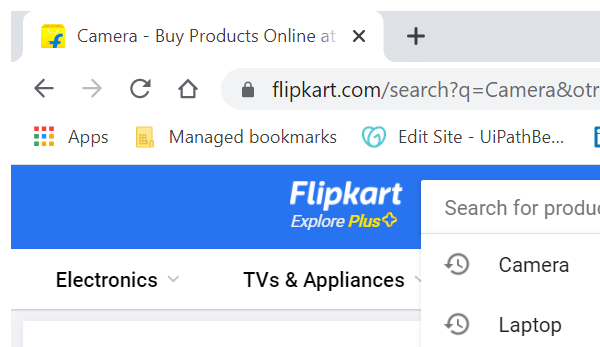 Camera - Buy Products Online at
flipkart.com/search?q=Camera&otr
Apps Managed bookmarks Edit Site - UiPathBe...
Flipkart
Explore Plus
Search for produc
Electronics TVs & Appliances
Camera
Laptop